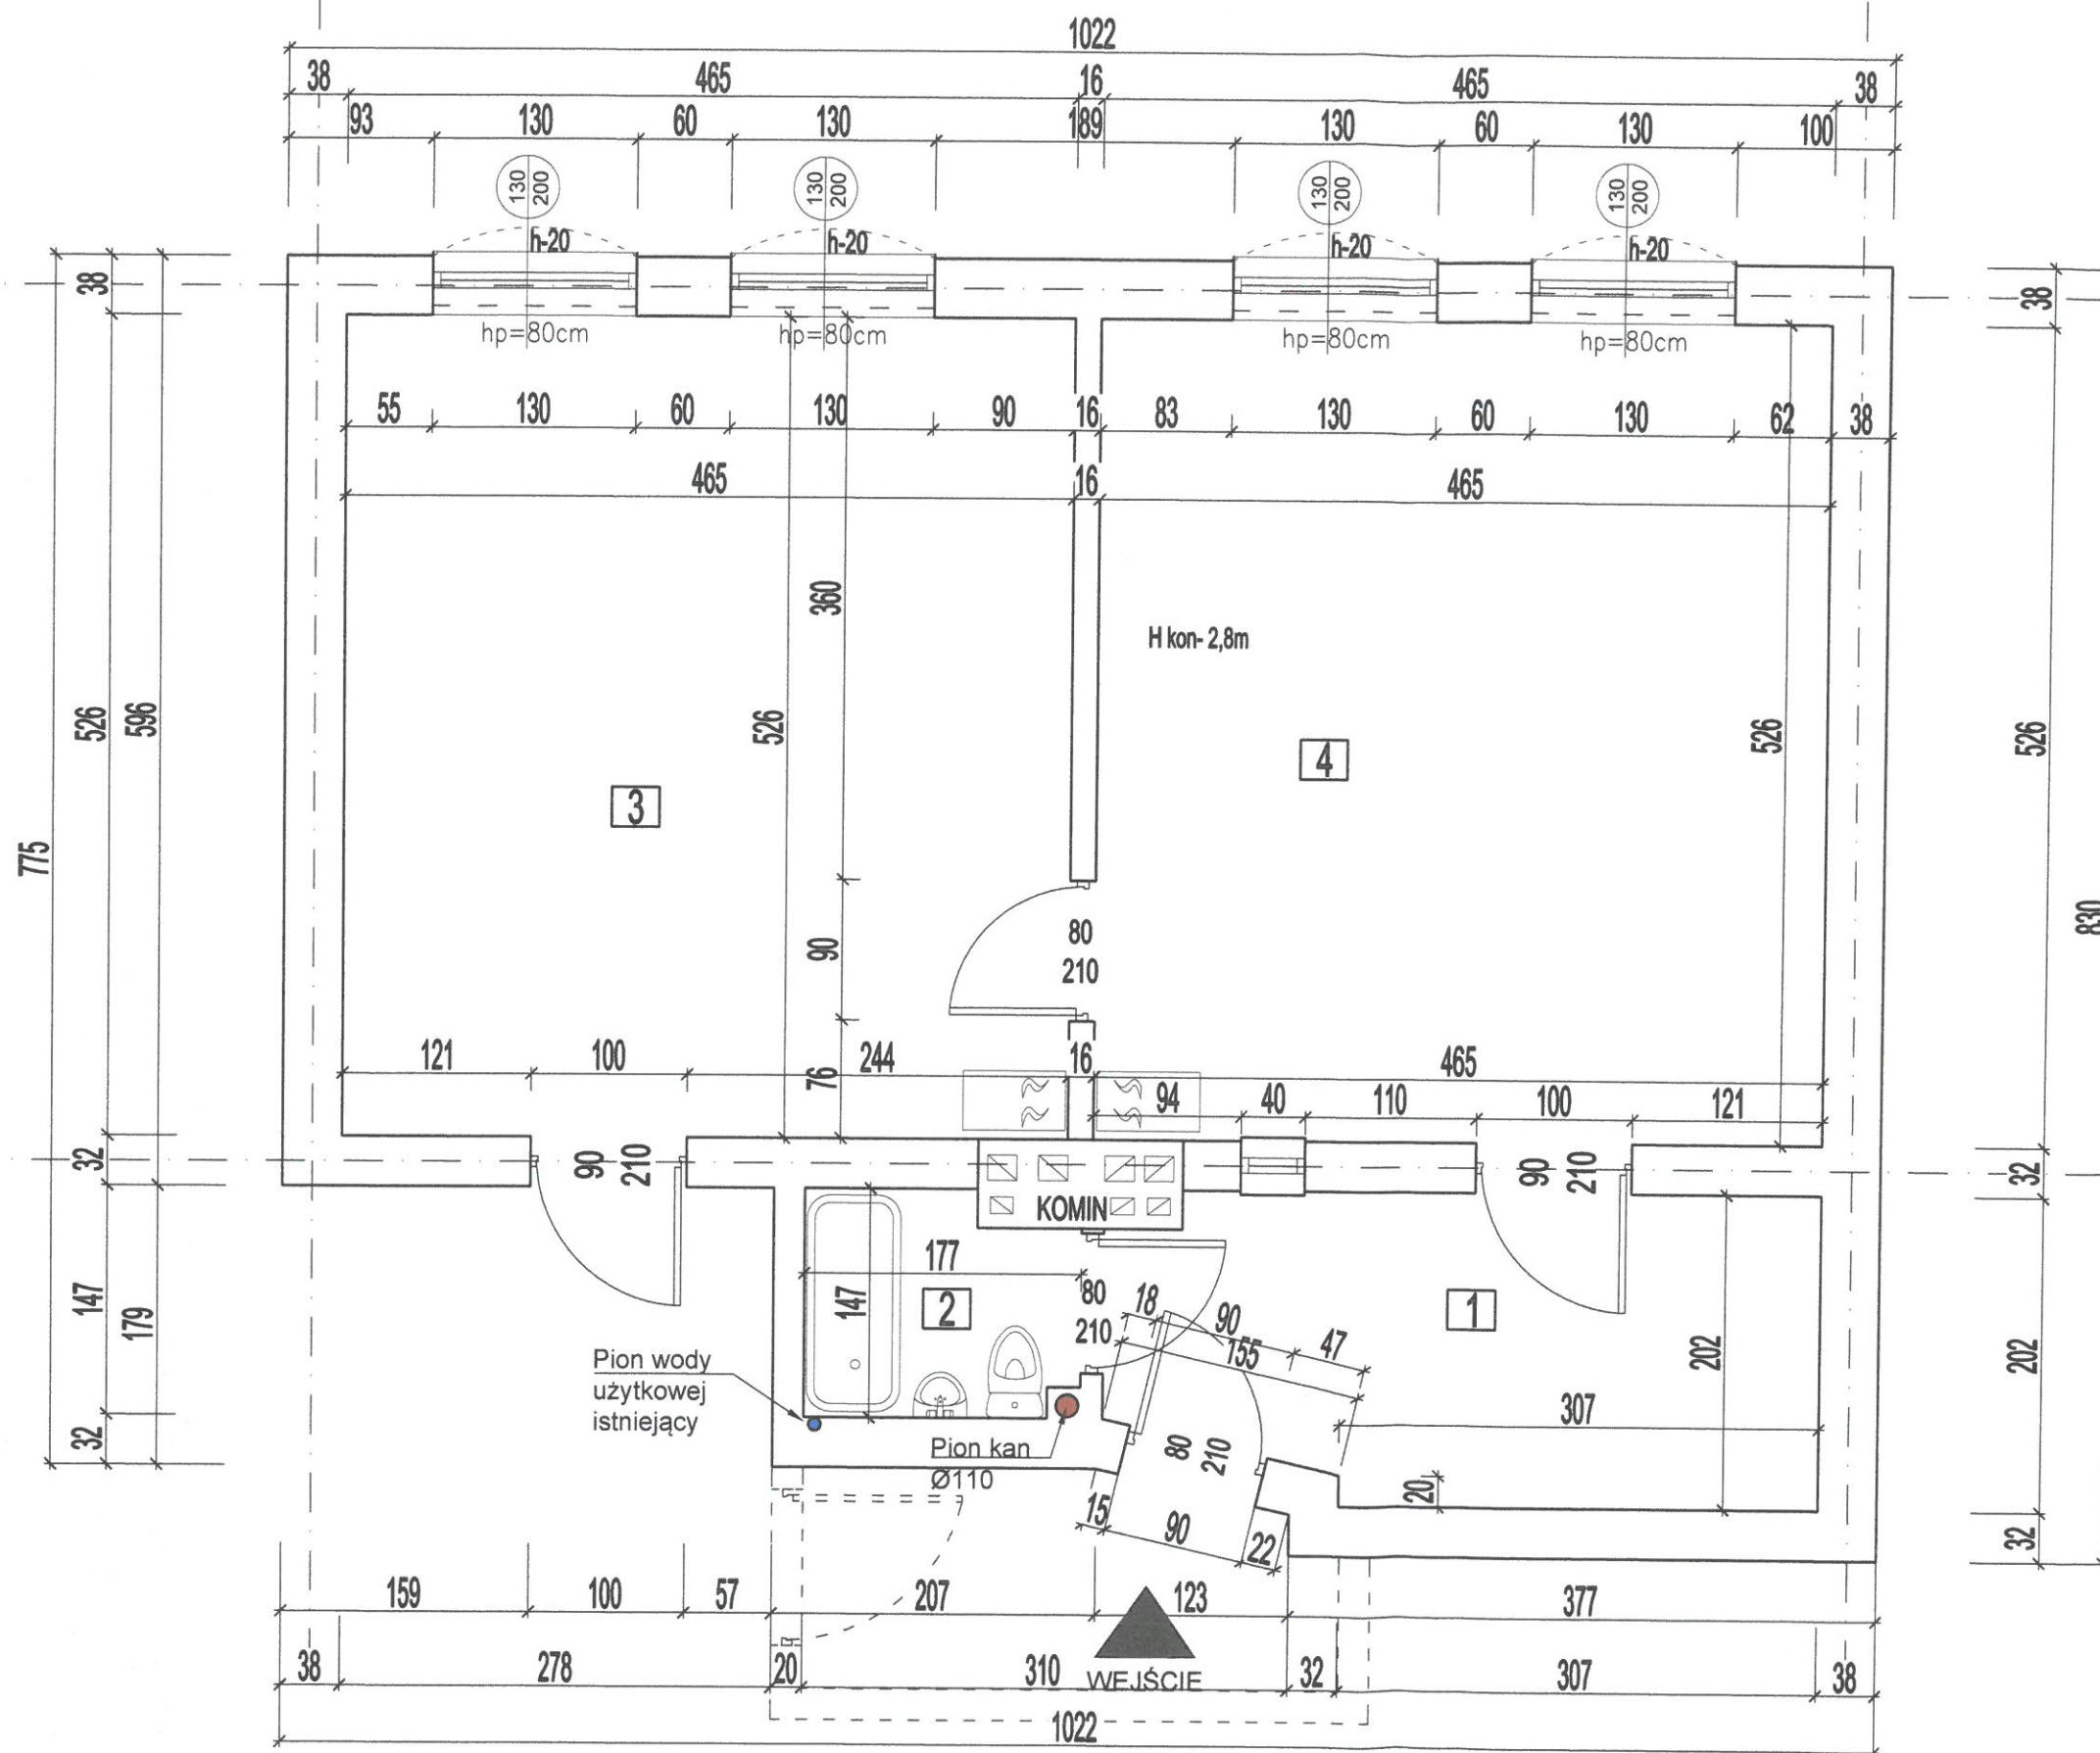 1022
38 465 16 465 38
93 130 60 130 189 130 60 130 100
130 200 130 200 130 200 130 200
h-20 h-20 h-20 h-20
38 38
hp=80cm hp=80cm hp=80cm hp=80cm
55 130 60 130 90 16 83 130 60 130 62 38
465 16 465
360
H kon- 2,8m
526 596 526 526 526
3 4
775 830
90
80
210
121 100 244 16 465
76
94 40 110 100 121
32 90 210 90 210 32
KOMIN
177
147 179 147 2 80 18 90 1
210 155 47 202 202
Pion wody
użytkowej
istniejący
307
32 Pion kan 80 210
Ø110 20
15 90 22 32
159 100 57 207 123 377
38 278 20 310 WEJŚCIE 32 307 38
1022